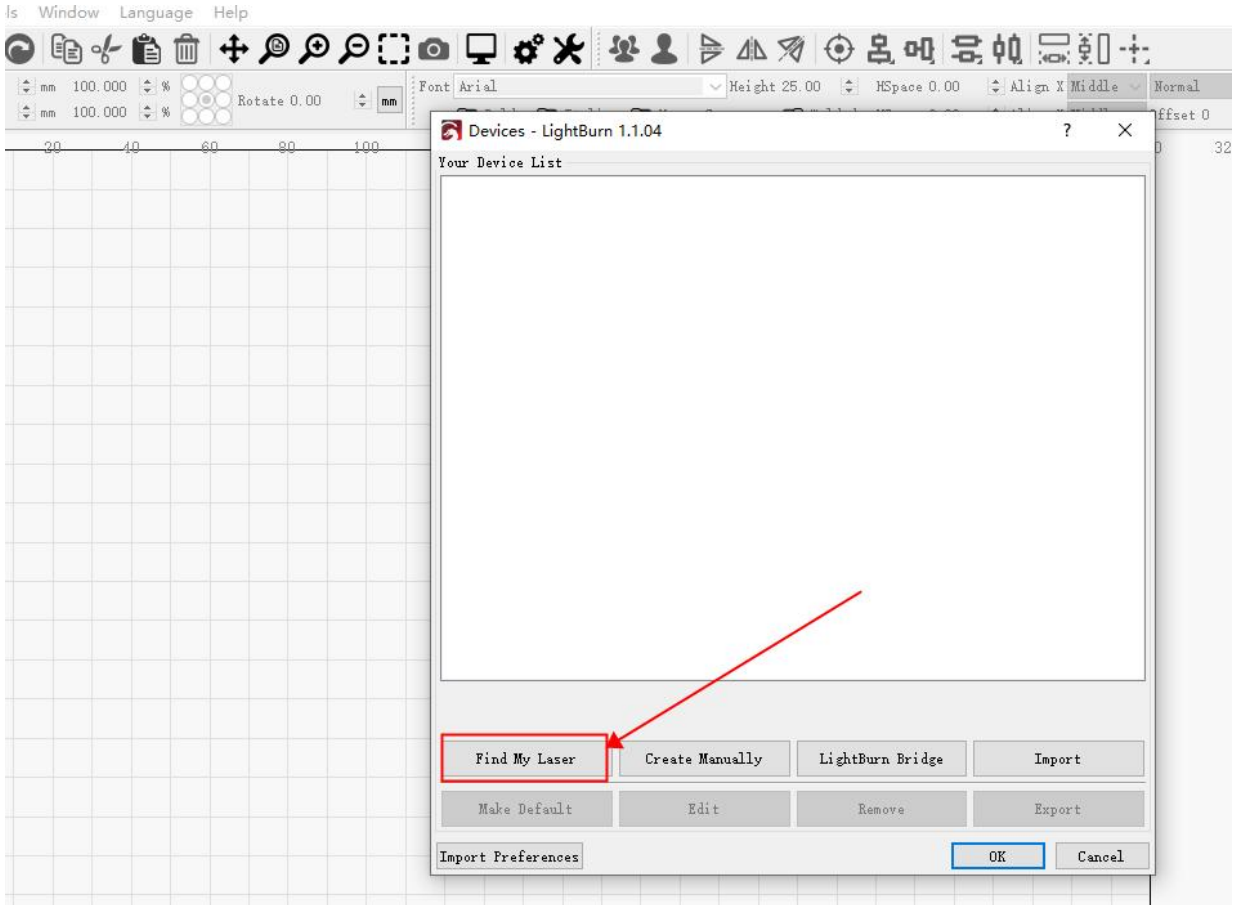 ls Window Language Help
mm 100.000 % Rotate 0.00 mm Font Arial Height 25.00 HSpace 0.00 Align X Middle Normal
mm 100.000 % Offset 0
20 40 60 80 100
Devices - LightBurn 1.1.04 ? ×
Your Device List
Find My Laser Create Manually LightBurn Bridge Import
Make Default Edit Remove Export
Import Preferences OK Cancel